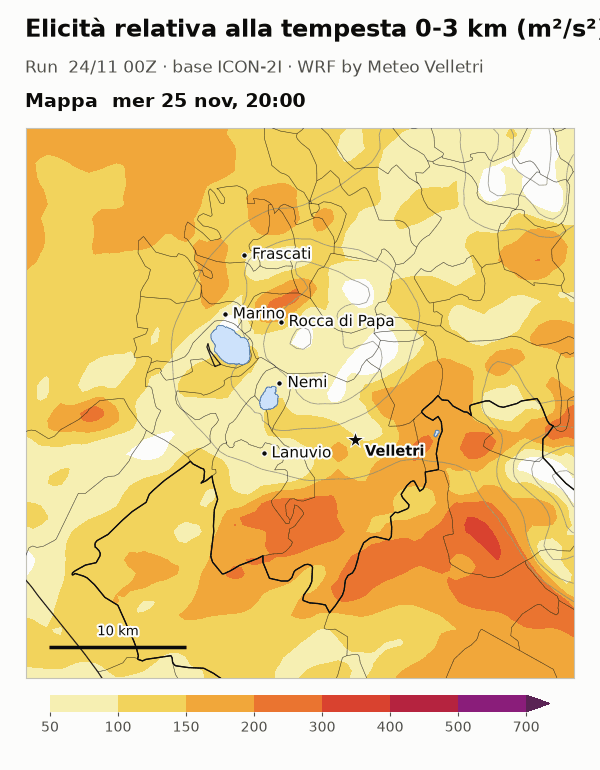 Elicità relativa alla tempesta 0-3 km (m²/s²)
Run 24/11 00Z · base ICON-2I · WRF by Meteo Velletri
Mappa mer 25 nov, 20:00
Frascati
Marino
Rocca di Papa
Nemi
Velletri
Lanuvio
10 km
50 100 150 200 300 400 500 700